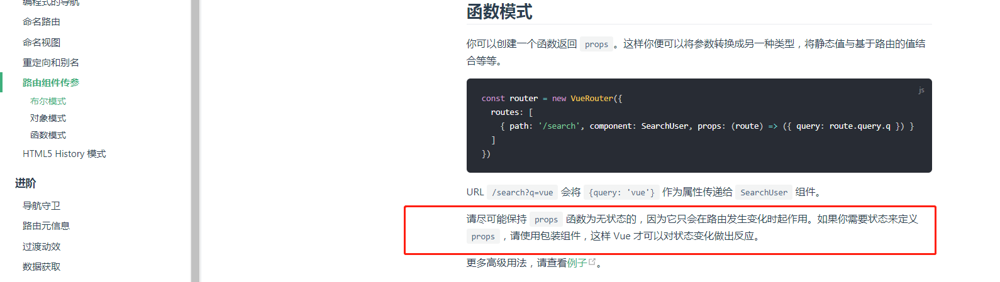 编程式的导航
命名路由
命名视图
重定向和别名
路由组件传参
布尔模式
对象模式
函数模式
HTML5 History 模式
进阶
导航守卫
路由元信息
过渡动效
数据获取
函数模式
你可以创建一个函数返回 props 。这样你便可以将参数转换成另一种类型，将静态值与基于路由的值结
合等等。
js
const router = new VueRouter({
  routes: [
    { path: '/search', component: SearchUser, props: (route) => ({ query: route.query.q }) }
  ]
})
URL /search?q=vue 会将 {query: 'vue'} 作为属性传递给 SearchUser 组件。
请尽可能保持 props 函数为无状态的，因为它只会在路由发生变化时起作用。如果你需要状态来定义
props ，请使用包装组件，这样 Vue 才可以对状态变化做出反应。
更多高级用法，请查看例子。